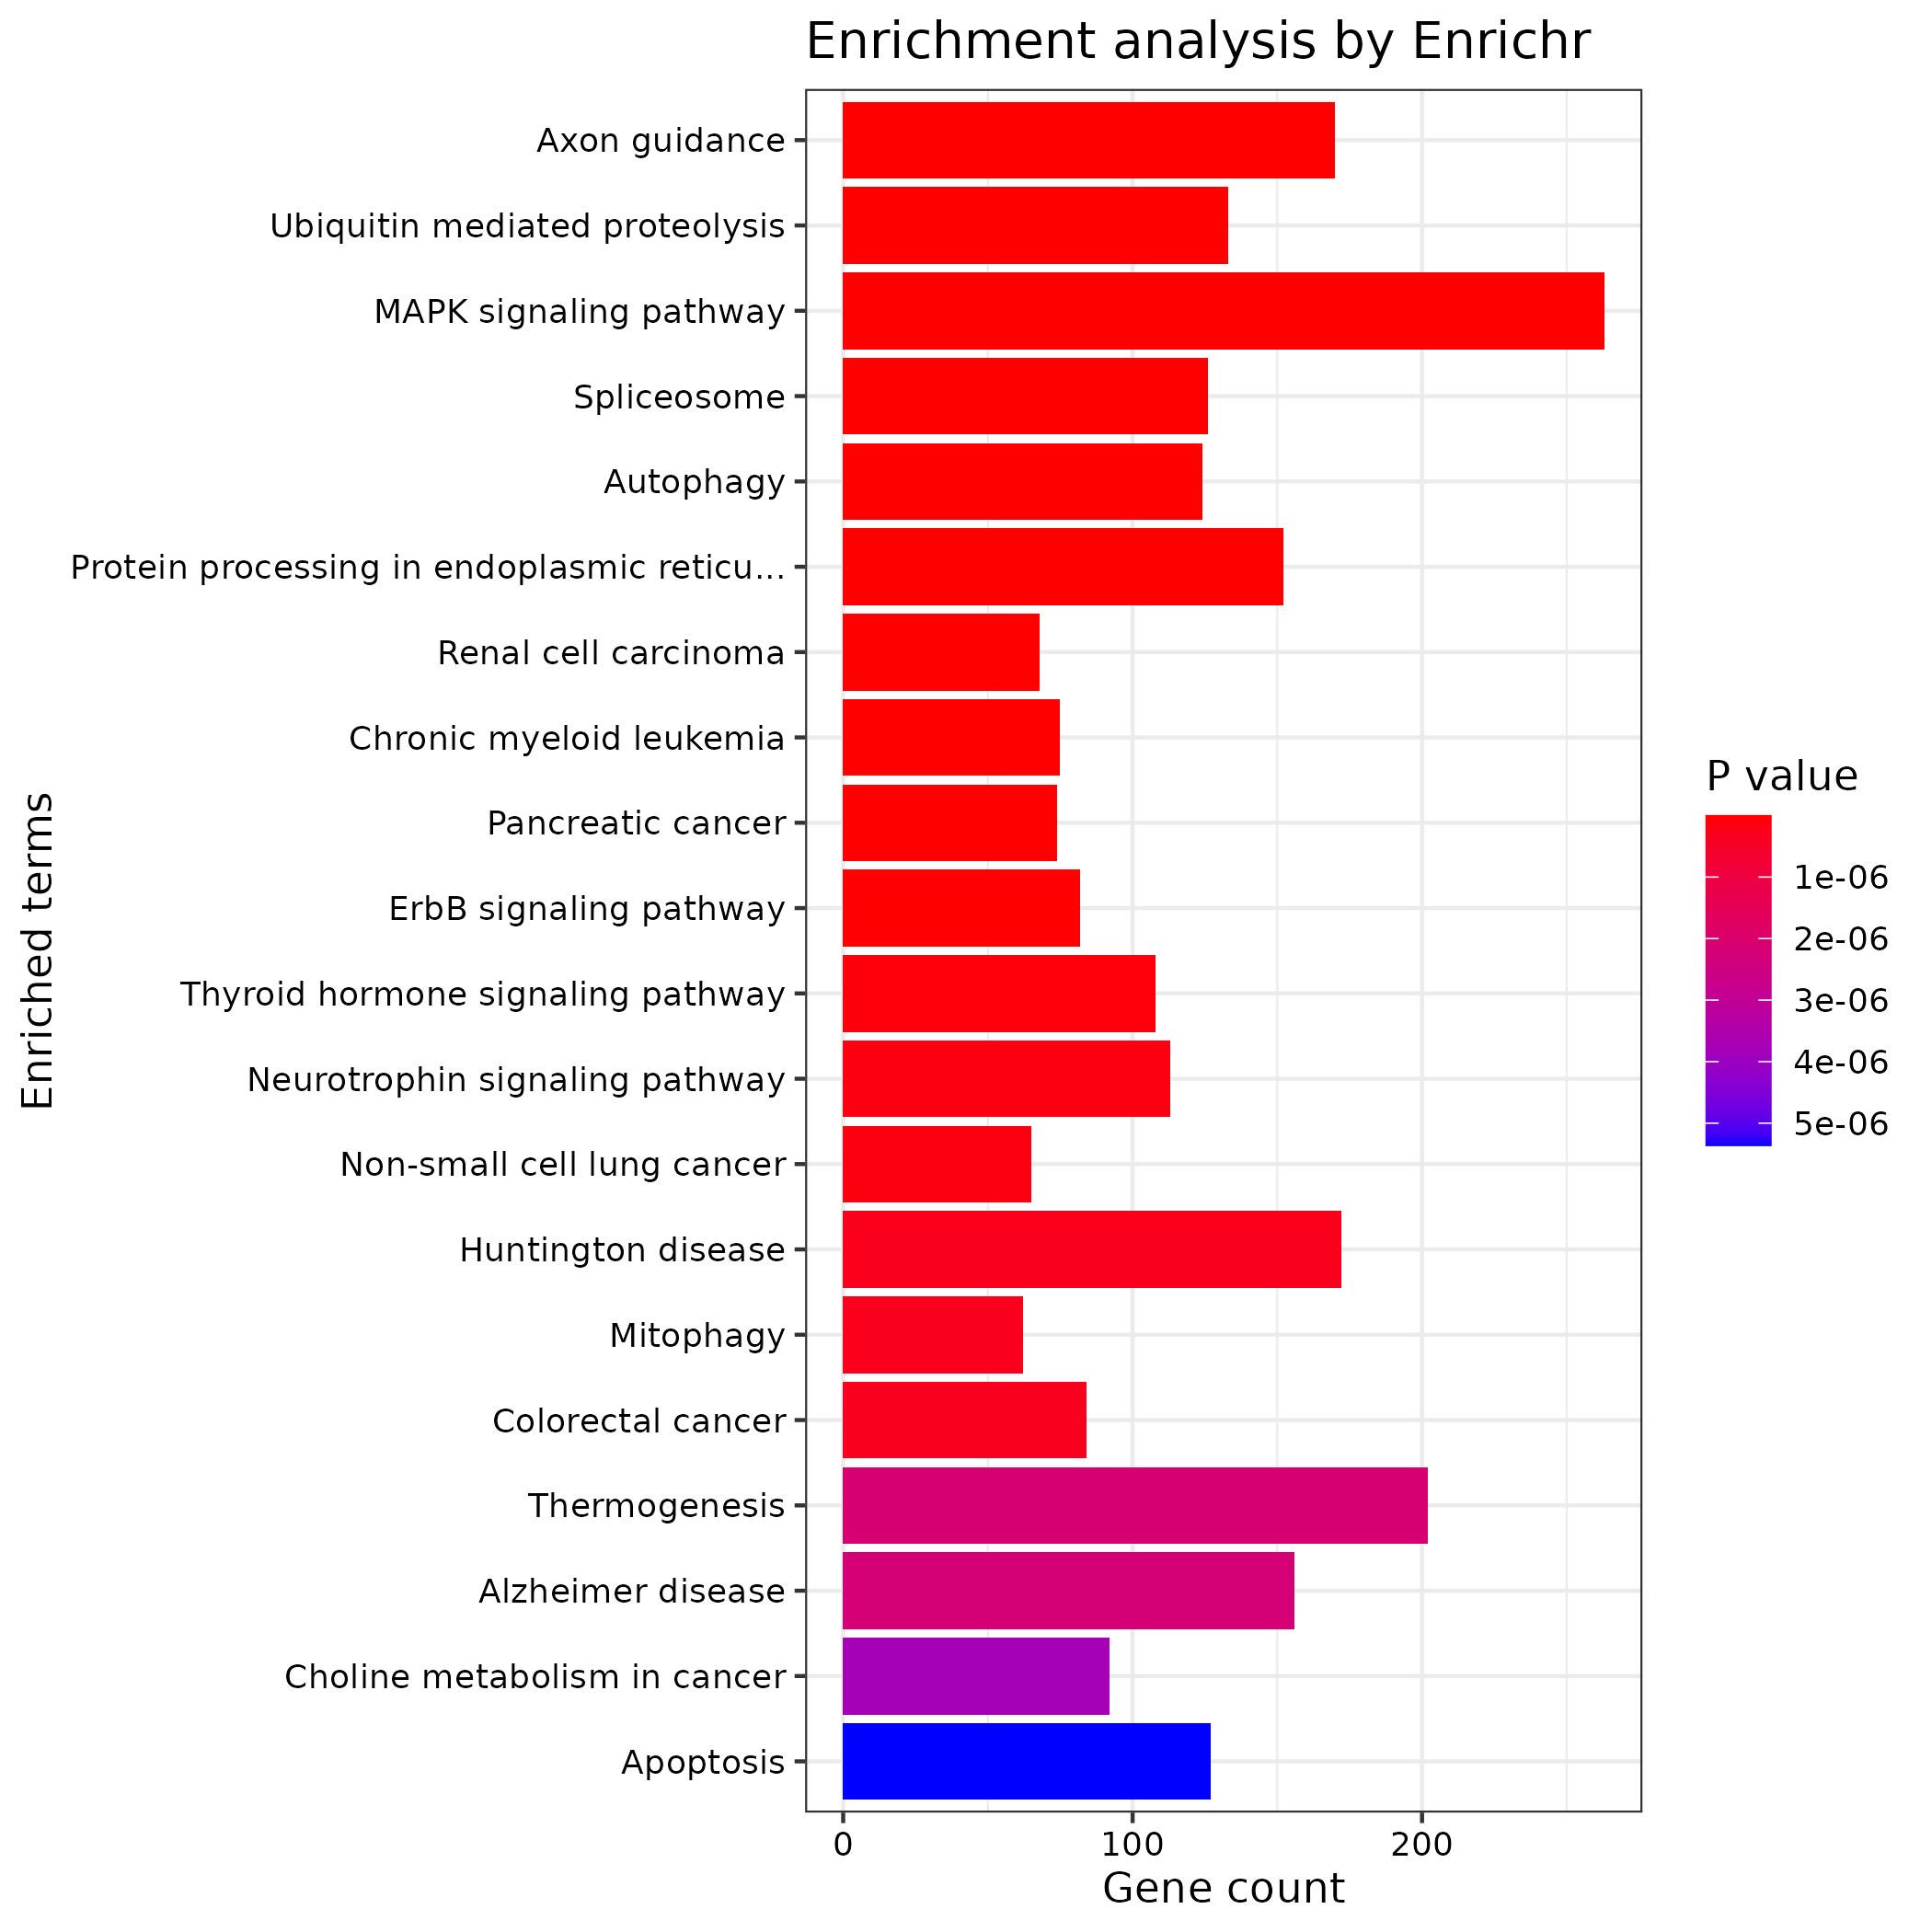 Enrichment analysis by Enrichr
Axon guidance
Ubiquitin mediated proteolysis
MAPK signaling pathway
Spliceosome
Autophagy
Protein processing in endoplasmic reticu...
Renal cell carcinoma
Chronic myeloid leukemia
Pancreatic cancer
ErbB signaling pathway
Thyroid hormone signaling pathway
Neurotrophin signaling pathway
Non-small cell lung cancer
Huntington disease
Mitophagy
Colorectal cancer
Thermogenesis
Alzheimer disease
Choline metabolism in cancer
Apoptosis
Enriched terms
0 100 200
Gene count
P value
1e-06
2e-06
3e-06
4e-06
5e-06